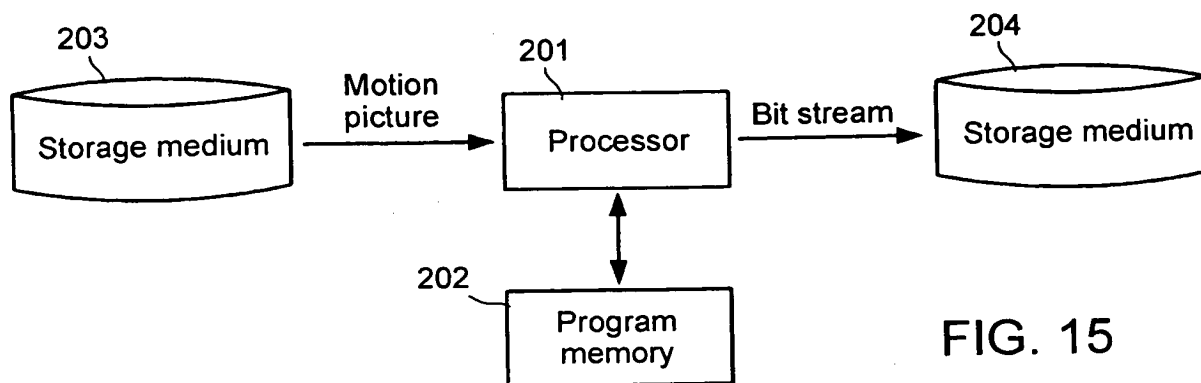 203
Storage medium
Motion
picture
201
Processor
Bit stream
204
Storage medium
202
Program
memory
FIG. 15